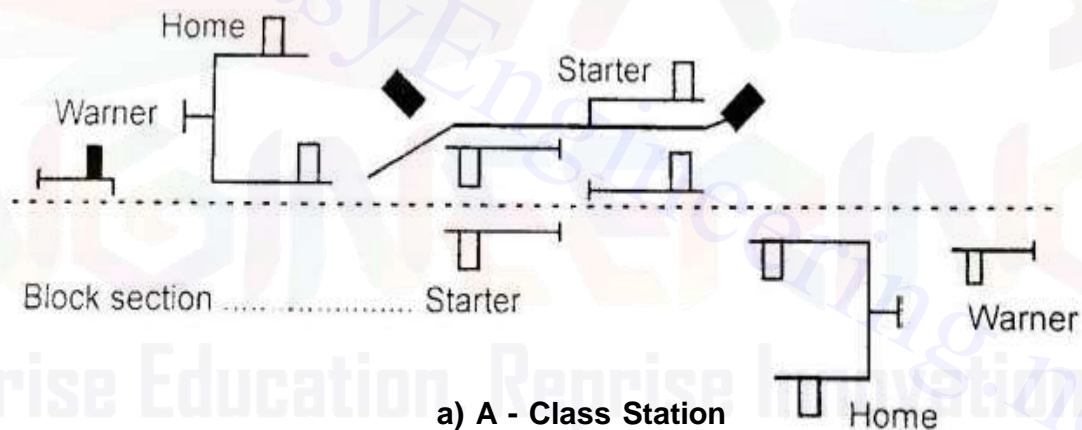 Home
Starter
Warner
Block section .................... Starter
Warner
Home
a) A - Class Station